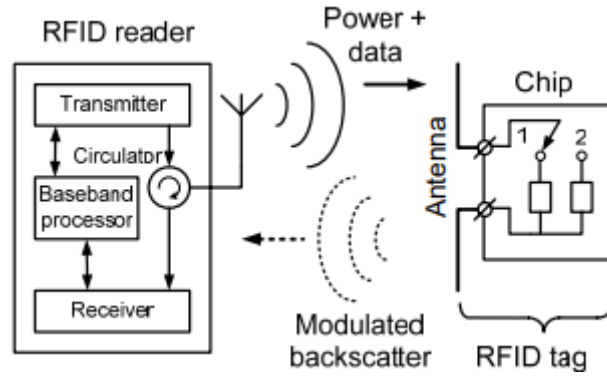 RFID reader
Transmitter
Circulator
Baseband
processor
Receiver
Power +
data
Modulated
backscatter
Antenna
Chip
1
2
RFID tag